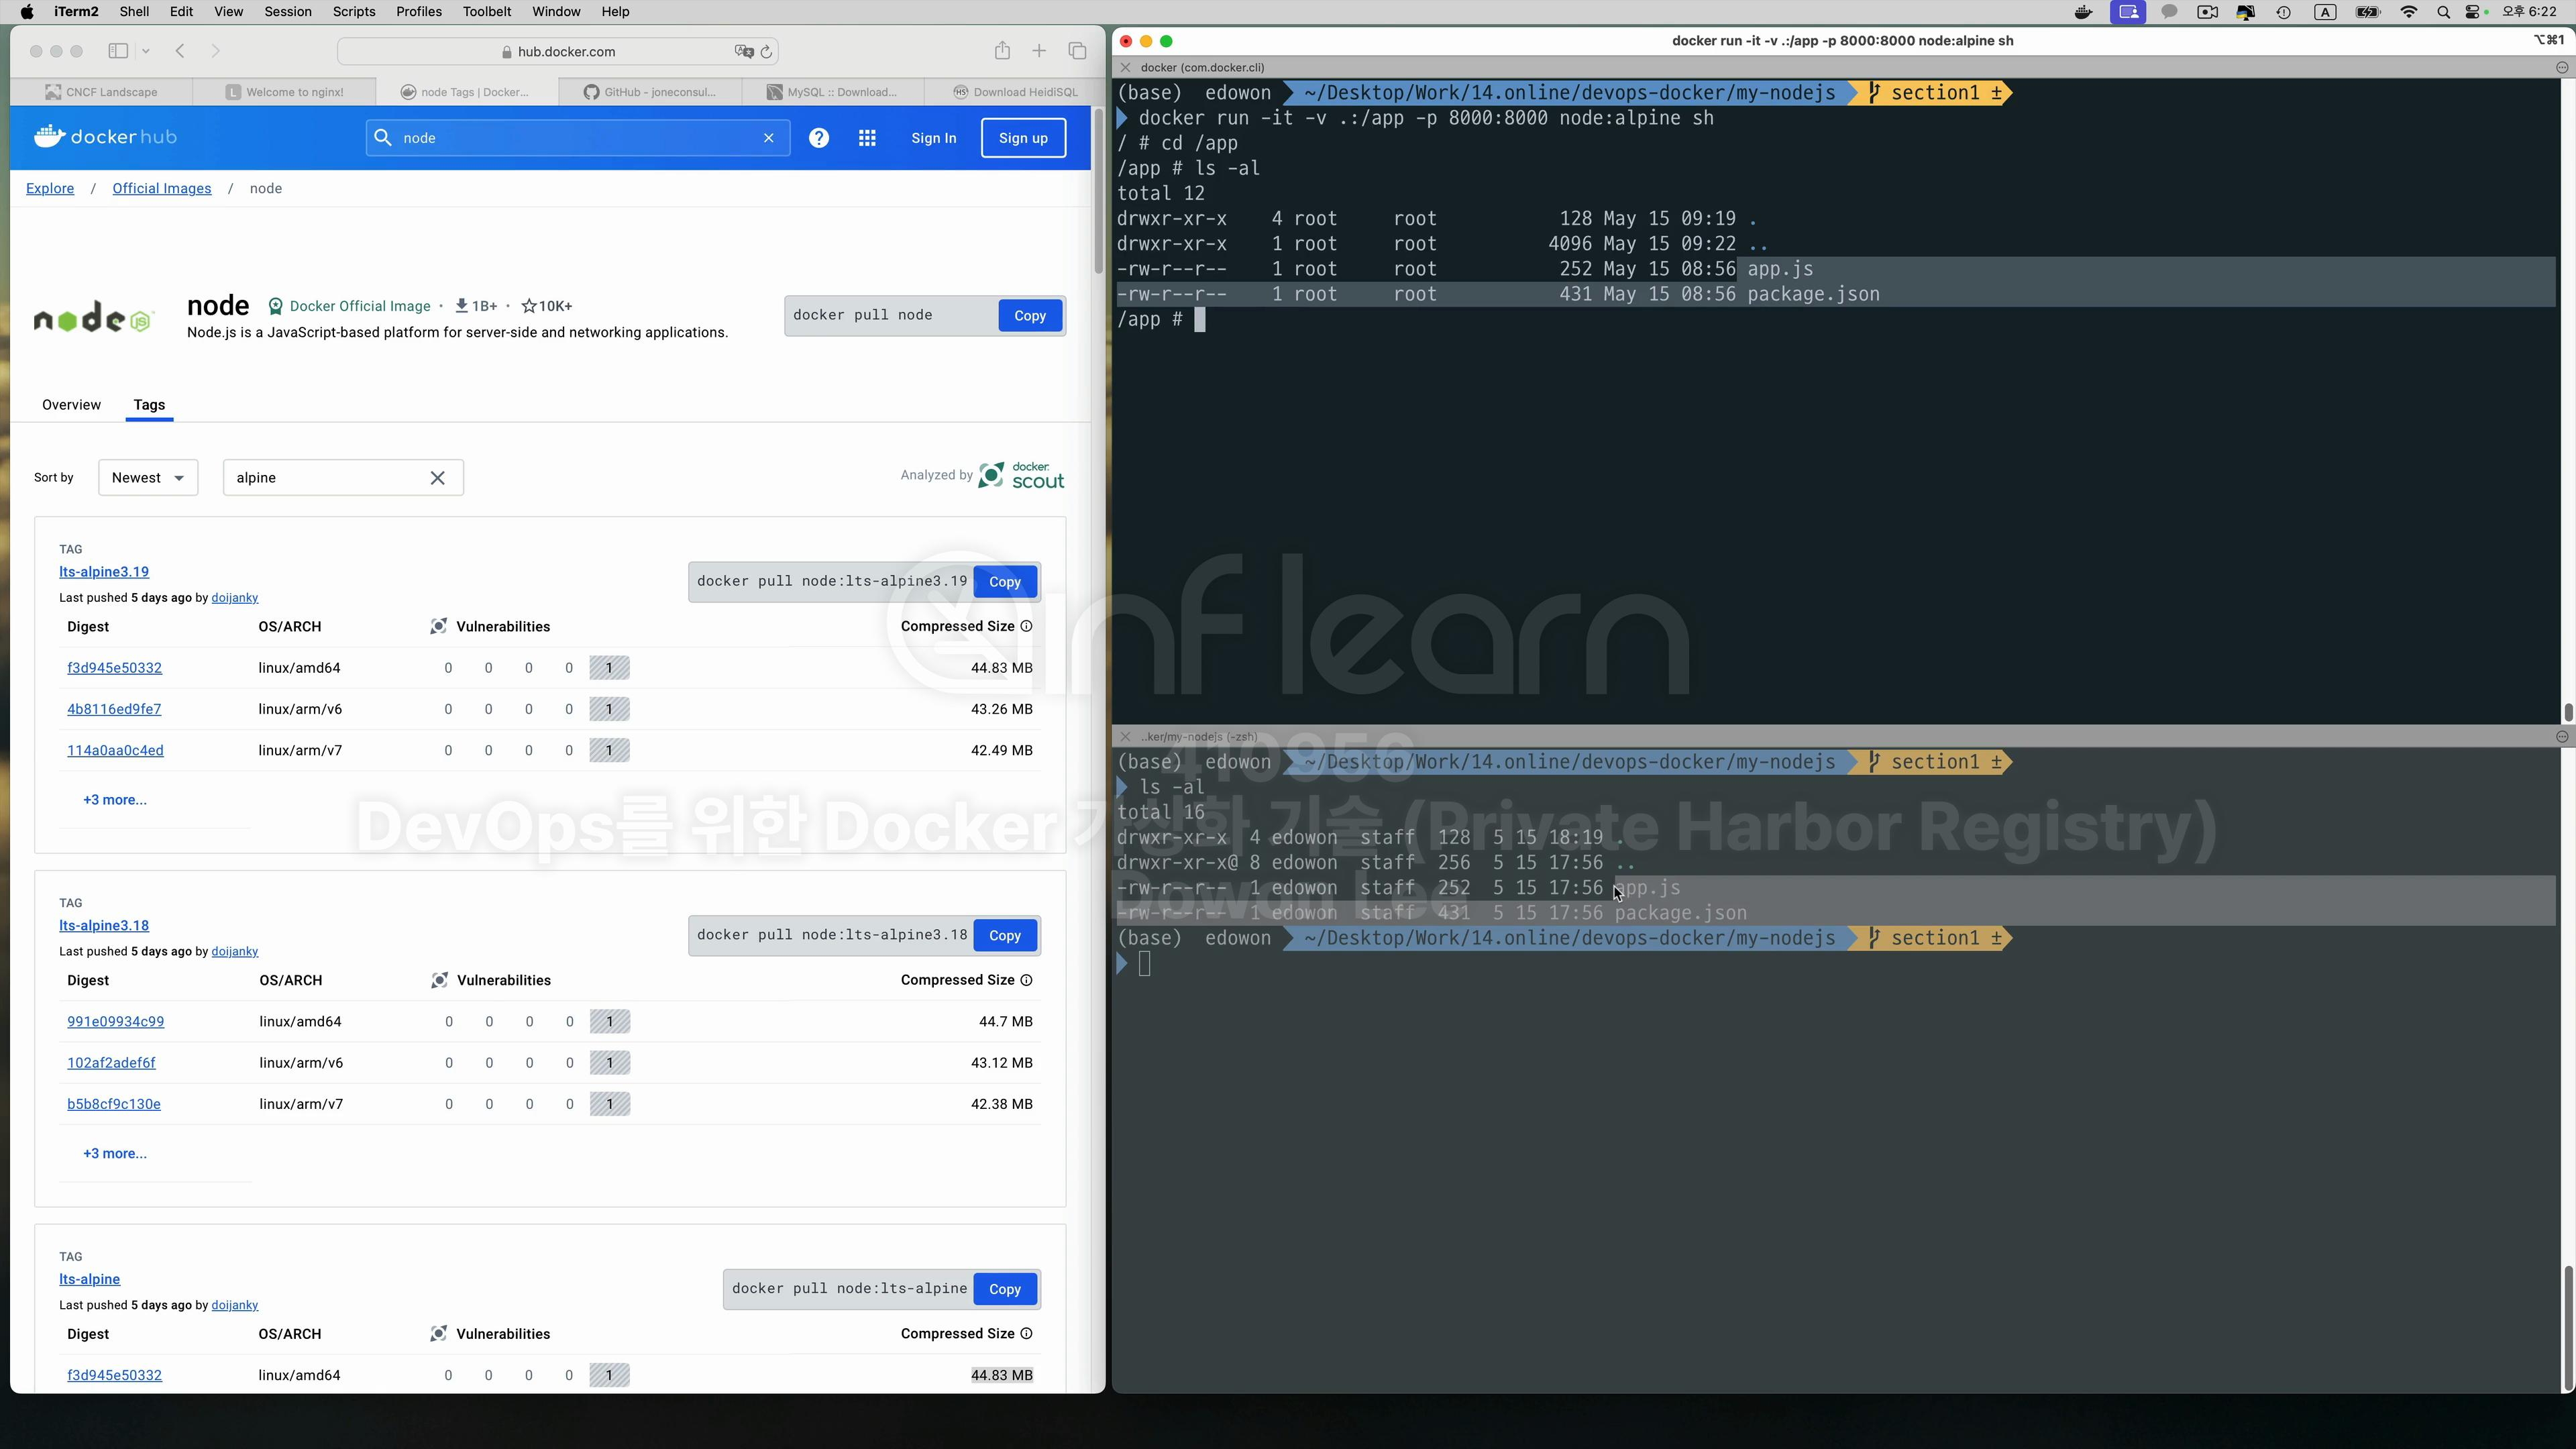 iTerm2 Shell Edit View Session Scripts Profiles Toolbelt Window Help
A 오후 6:22
hub.docker.com
CNCF Landscape
Welcome to nginx!
node Tags | Docker...
GitHub - joneconsul...
MySQL :: Download...
Download HeidiSQL
docker hub
node
Sign In
Sign up
Explore / Official Images / node
node
node Docker Official Image · 1B+ · 10K+
Node.js is a JavaScript-based platform for server-side and networking applications.
docker pull node
Copy
Overview
Tags
Sort by
Newest
alpine
Analyzed by docker scout
TAG
lts-alpine3.19
Last pushed 5 days ago by doijanky
docker pull node:lts-alpine3.19 Copy
Digest OS/ARCH Vulnerabilities Compressed Size
f3d945e50332 linux/amd64 0 0 0 0 1 44.83 MB
4b8116ed9fe7 linux/arm/v6 0 0 0 0 1 43.26 MB
114a0aa0c4ed linux/arm/v7 0 0 0 0 1 42.49 MB
+3 more...
TAG
lts-alpine3.18
Last pushed 5 days ago by doijanky
docker pull node:lts-alpine3.18 Copy
Digest OS/ARCH Vulnerabilities Compressed Size
991e09934c99 linux/amd64 0 0 0 0 1 44.7 MB
102af2adef6f linux/arm/v6 0 0 0 0 1 43.12 MB
b5b8cf9c130e linux/arm/v7 0 0 0 0 1 42.38 MB
+3 more...
TAG
lts-alpine
Last pushed 5 days ago by doijanky
docker pull node:lts-alpine Copy
Digest OS/ARCH Vulnerabilities Compressed Size
f3d945e50332 linux/amd64 0 0 0 0 1 44.83 MB
docker run -it -v .:/app -p 8000:8000 node:alpine sh
⌥⌘1
docker (com.docker.cli)
(base) edowon ~/Desktop/Work/14.online/devops-docker/my-nodejs section1 ±
docker run -it -v .:/app -p 8000:8000 node:alpine sh
/ # cd /app
/app # ls -al
total 12
drwxr-xr-x 4 root root 128 May 15 09:19 .
drwxr-xr-x 1 root root 4096 May 15 09:22 ..
-rw-r--r-- 1 root root 252 May 15 08:56 app.js
-rw-r--r-- 1 root root 431 May 15 08:56 package.json
/app #
..ker/my-nodejs (-zsh)
(base) edowon ~/Desktop/Work/14.online/devops-docker/my-nodejs section1 ±
ls -al
total 16
drwxr-xr-x 4 edowon staff 128 5 15 18:19 .
drwxr-xr-x@ 8 edowon staff 256 5 15 17:56 ..
-rw-r--r-- 1 edowon staff 252 5 15 17:56 app.js
-rw-r--r-- 1 edowon staff 431 5 15 17:56 package.json
(base) edowon ~/Desktop/Work/14.online/devops-docker/my-nodejs section1 ±
inflearn
410956
DevOps를 위한 Docker 기술 (Private Harbor Registry)
Dowon Lee